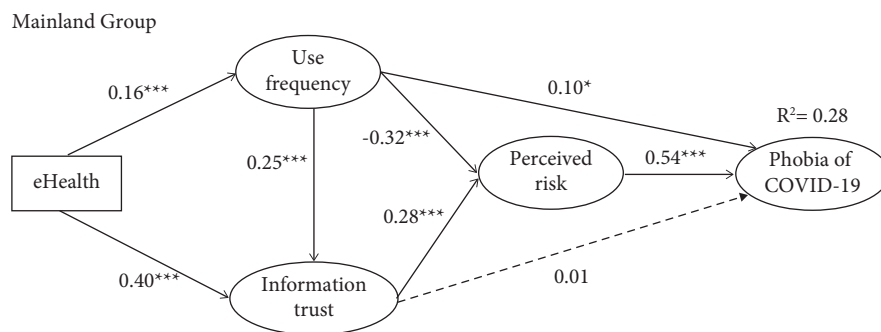 Mainland Group
Use
frequency
0.16***
0.10*
R²= 0.28
-0.32***
0.25***
eHealth
Perceived
risk
0.54***
Phobia of
COVID-19
0.28***
0.40***
Information
trust
0.01